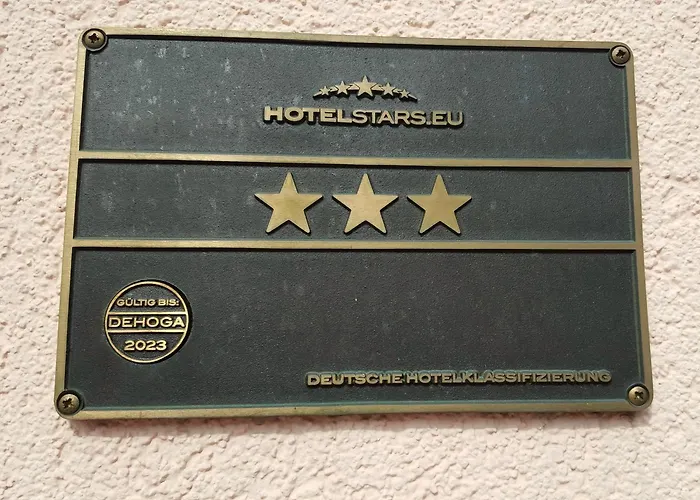 HOTELSTARS.EU
GÜLTIG BIS:
DEHOGA
2023
DEUTSCHE HOTELKLASSIFIZIERUNG